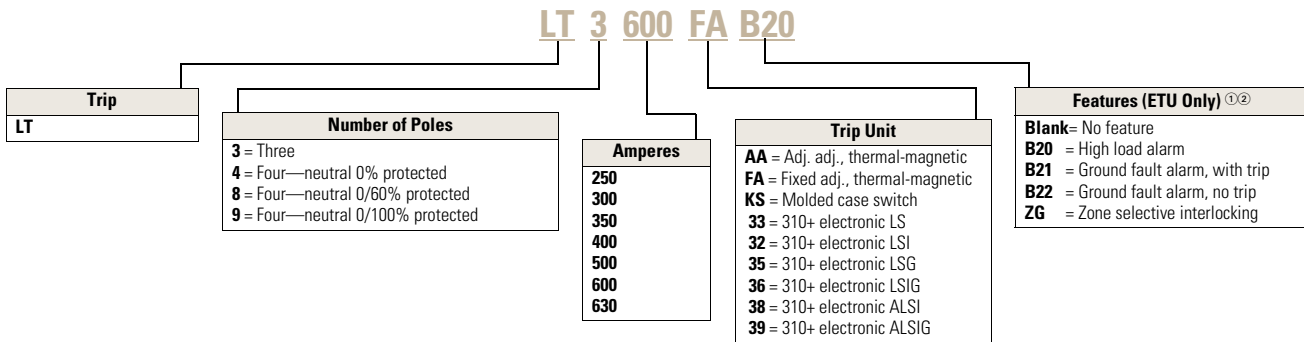 LT 3 600 FA B20
Trip
LT
Number of Poles
3 = Three
4 = Four—neutral 0% protected
8 = Four—neutral 0/60% protected
9 = Four—neutral 0/100% protected
Amperes
250
300
350
400
500
600
630
Trip Unit
AA = Adj. adj., thermal-magnetic
FA = Fixed adj., thermal-magnetic
KS = Molded case switch
33 = 310+ electronic LS
32 = 310+ electronic LSI
35 = 310+ electronic LSG
36 = 310+ electronic LSIG
38 = 310+ electronic ALSI
39 = 310+ electronic ALSIG
Features (ETU Only) ①②
Blank= No feature
B20 = High load alarm
B21 = Ground fault alarm, with trip
B22 = Ground fault alarm, no trip
ZG = Zone selective interlocking